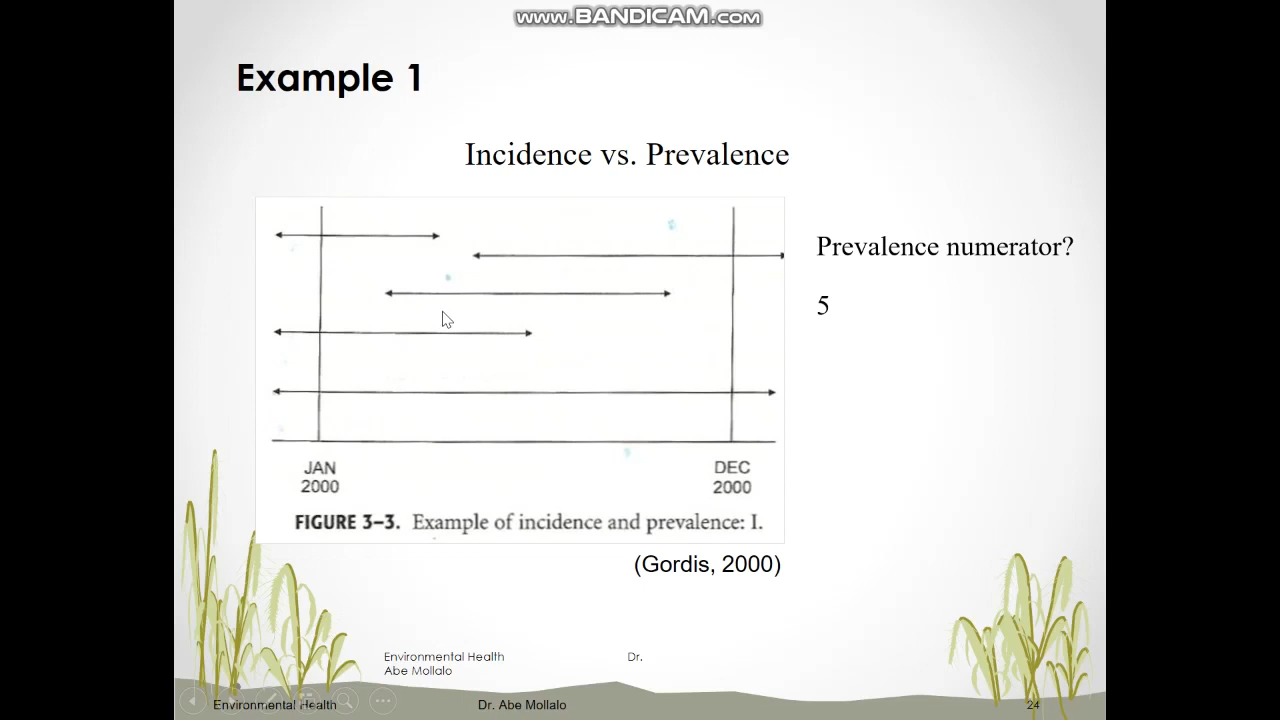 www.BANDICAM.com
Example 1
Incidence vs. Prevalence
Prevalence numerator?
5
JAN
2000
DEC
2000
FIGURE 3–3. Example of incidence and prevalence: I.
(Gordis, 2000)
Environmental Health Dr.
Abe Mollalo
Environmental Health Dr. Abe Mollalo 24